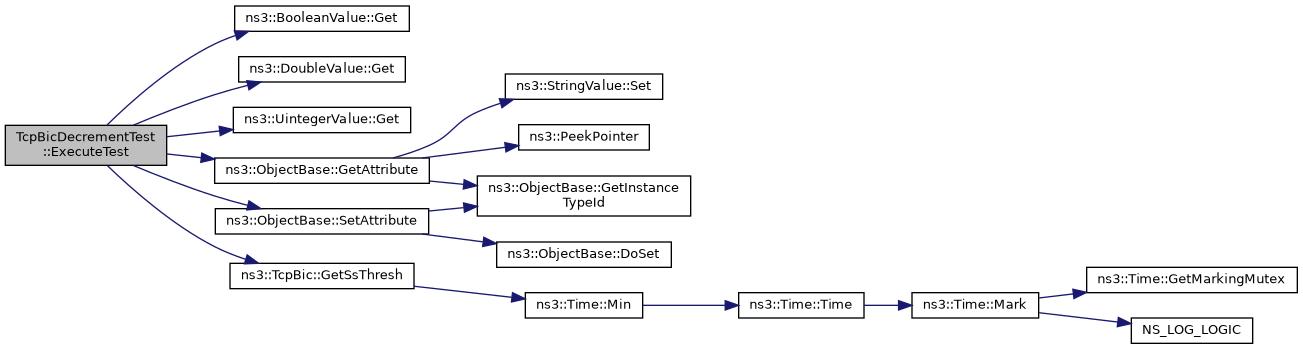 ns3::BooleanValue::Get
ns3::DoubleValue::Get
ns3::StringValue::Set
ns3::UintegerValue::Get
TcpBicDecrementTest
::ExecuteTest
ns3::PeekPointer
ns3::ObjectBase::GetAttribute
ns3::ObjectBase::GetInstance
TypeId
ns3::ObjectBase::SetAttribute
ns3::ObjectBase::DoSet
ns3::TcpBic::GetSsThresh
ns3::Time::GetMarkingMutex
ns3::Time::Min
ns3::Time::Time
ns3::Time::Mark
NS_LOG_LOGIC